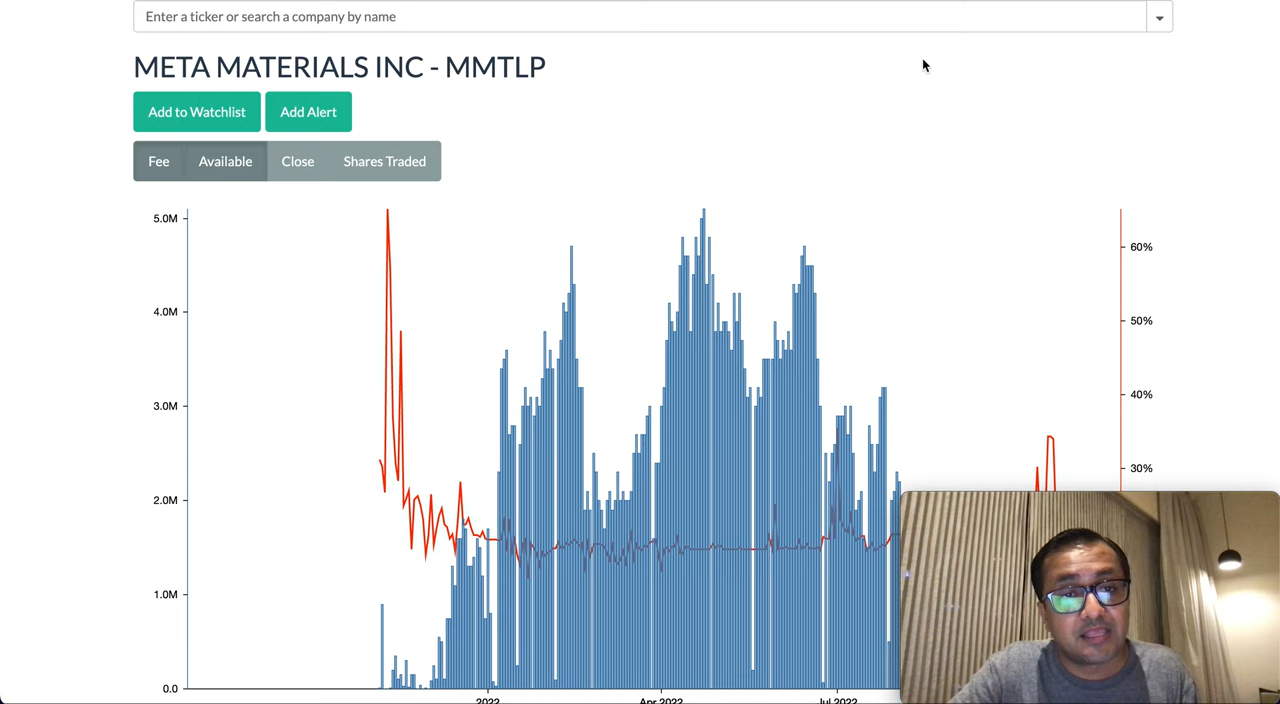 Enter a ticker or search a company by name
META MATERIALS INC - MMTLP
Add to Watchlist Add Alert
Fee Available Close Shares Traded
5.0M
60%
4.0M
50%
3.0M
40%
30%
2.0M
1.0M
0.0
2022 Apr 2022 Jul 2022